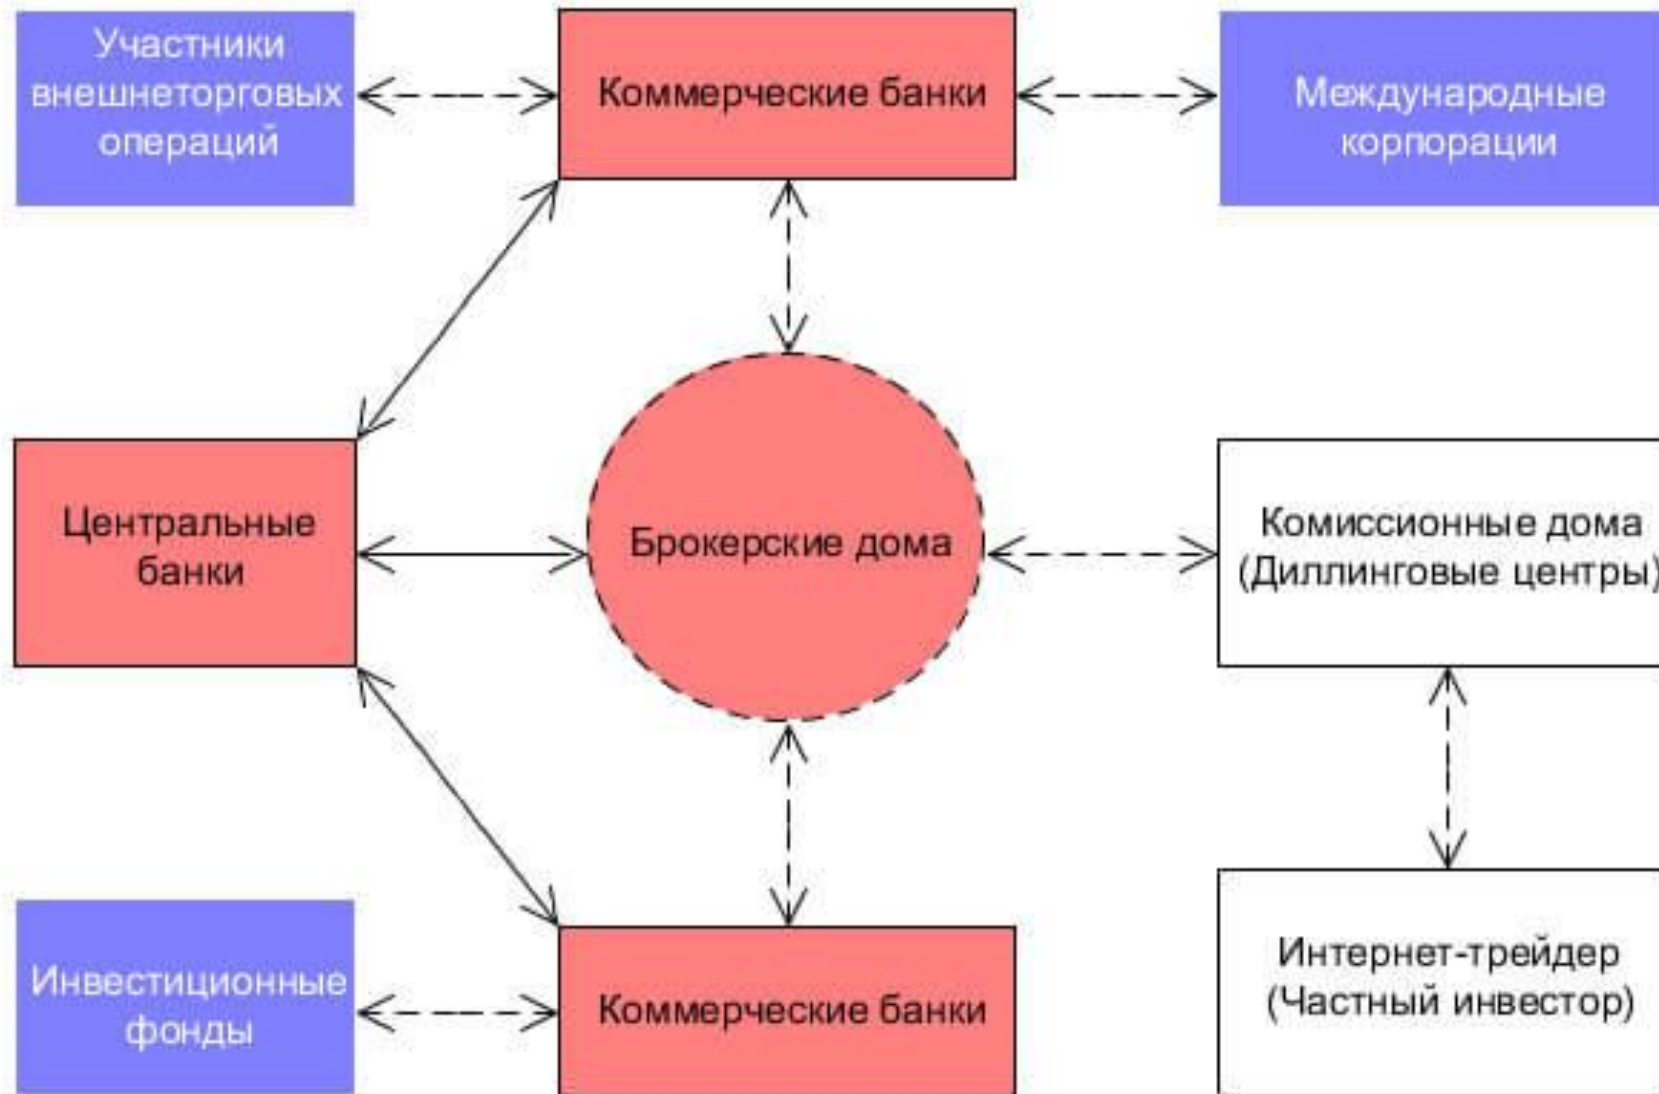 Участники
внешнеторговых
операций
Коммерческие банки
Международные
корпорации
Центральные
банки
Брокерские дома
Комиссионные дома
(Диллинговые центры)
Инвестиционные
фонды
Коммерческие банки
Интернет-трейдер
(Частный инвестор)